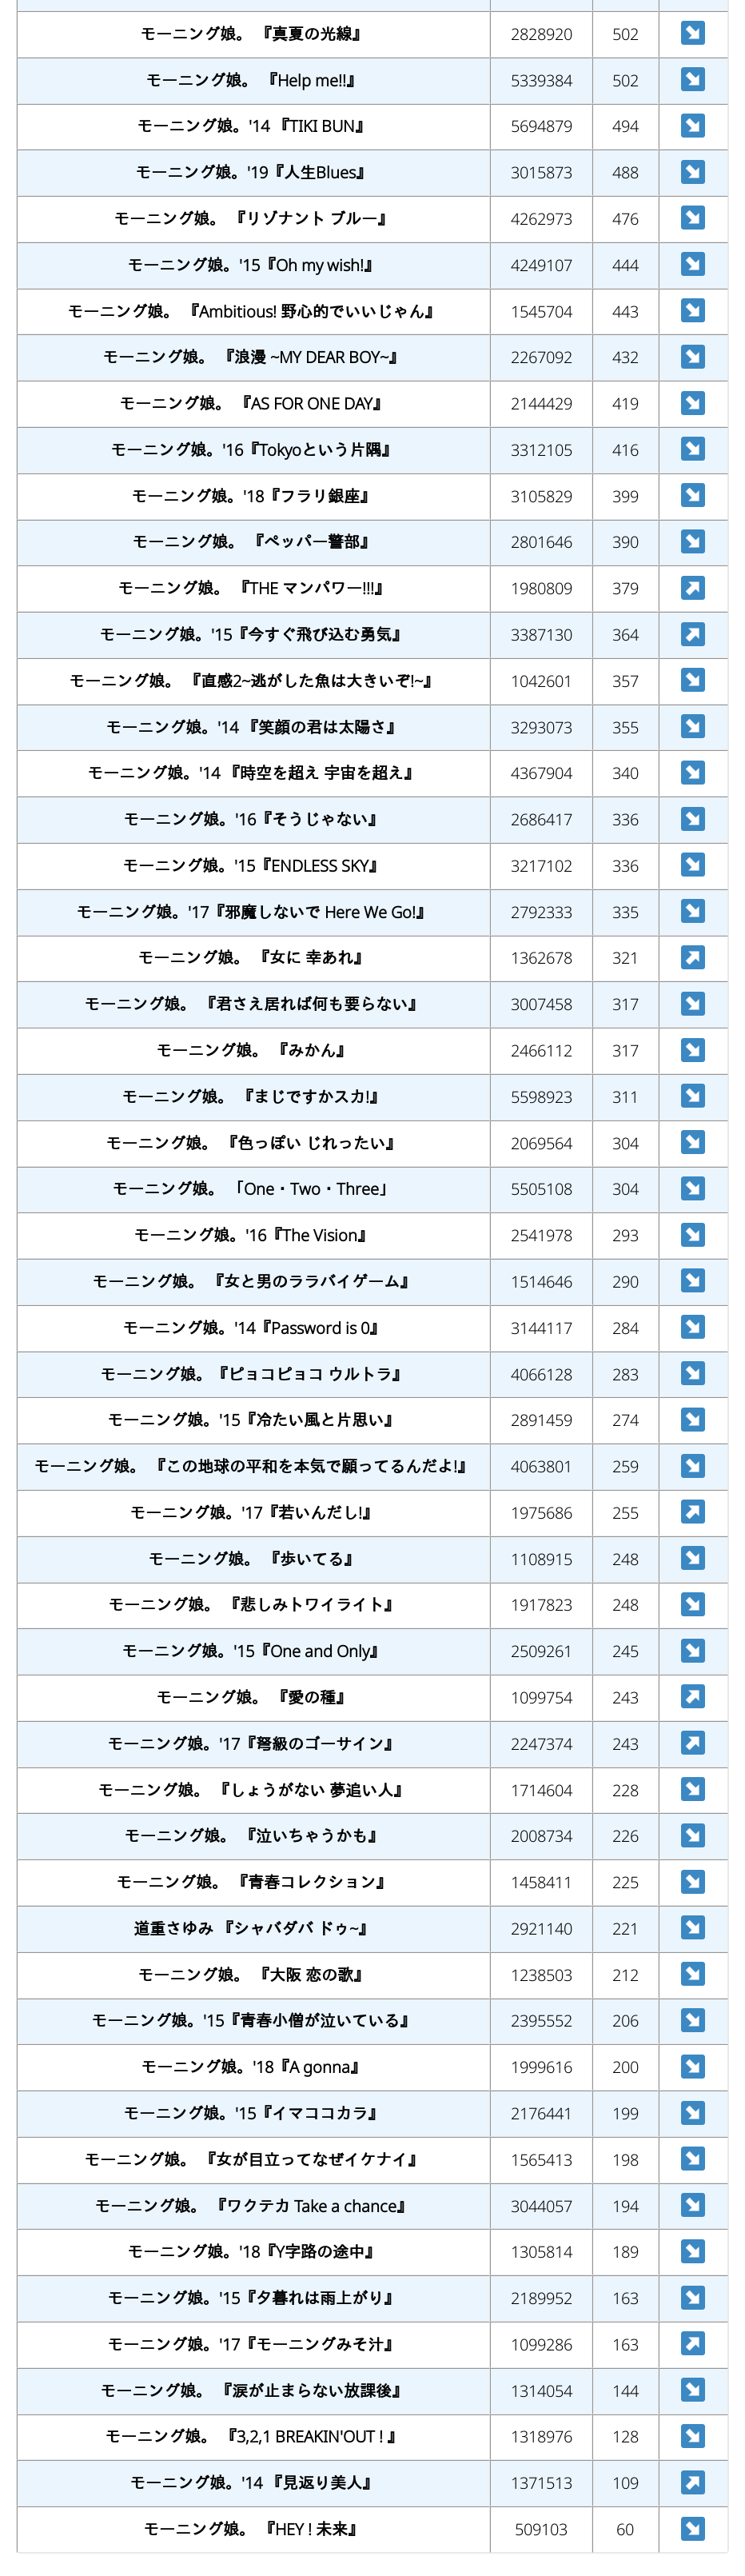 モーニング娘。 『真夏の光線』 2828920 502 ↘
モーニング娘。 『Help me!!』 5339384 502 ↘
モーニング娘。'14 『TIKI BUN』 5694879 494 ↘
モーニング娘。'19『人生Blues』 3015873 488 ↘
モーニング娘。 『リゾナント ブルー』 4262973 476 ↘
モーニング娘。'15『Oh my wish!』 4249107 444 ↘
モーニング娘。 『Ambitious! 野心的でいいじゃん』 1545704 443 ↘
モーニング娘。 『浪漫 ~MY DEAR BOY~』 2267092 432 ↘
モーニング娘。 『AS FOR ONE DAY』 2144429 419 ↘
モーニング娘。'16『Tokyoという片隅』 3312105 416 ↘
モーニング娘。'18『フラリ銀座』 3105829 399 ↘
モーニング娘。 『ペッパー警部』 2801646 390 ↘
モーニング娘。 『THE マンパワー!!!』 1980809 379 ↗
モーニング娘。'15『今すぐ飛び込む勇気』 3387130 364 ↗
モーニング娘。 『直感2~逃がした魚は大きいぞ!~』 1042601 357 ↘
モーニング娘。'14 『笑顔の君は太陽さ』 3293073 355 ↘
モーニング娘。'14 『時空を超え 宇宙を超え』 4367904 340 ↘
モーニング娘。'16『そうじゃない』 2686417 336 ↘
モーニング娘。'15『ENDLESS SKY』 3217102 336 ↘
モーニング娘。'17『邪魔しないで Here We Go!』 2792333 335 ↘
モーニング娘。 『女に 幸あれ』 1362678 321 ↗
モーニング娘。 『君さえ居れば何も要らない』 3007458 317 ↘
モーニング娘。 『みかん』 2466112 317 ↘
モーニング娘。 『まじですかスカ!』 5598923 311 ↘
モーニング娘。 『色っぽい じれったい』 2069564 304 ↘
モーニング娘。 「One・Two・Three」 5505108 304 ↘
モーニング娘。'16『The Vision』 2541978 293 ↘
モーニング娘。 『女と男のララバイゲーム』 1514646 290 ↘
モーニング娘。'14『Password is 0』 3144117 284 ↘
モーニング娘。『ピョコピョコ ウルトラ』 4066128 283 ↘
モーニング娘。'15『冷たい風と片思い』 2891459 274 ↘
モーニング娘。 『この地球の平和を本気で願ってるんだよ!』 4063801 259 ↘
モーニング娘。'17『若いんだし!』 1975686 255 ↗
モーニング娘。 『歩いてる』 1108915 248 ↘
モーニング娘。 『悲しみトワイライト』 1917823 248 ↘
モーニング娘。'15『One and Only』 2509261 245 ↘
モーニング娘。 『愛の種』 1099754 243 ↗
モーニング娘。'17『弩級のゴーサイン』 2247374 243 ↗
モーニング娘。 『しょうがない 夢追い人』 1714604 228 ↘
モーニング娘。 『泣いちゃうかも』 2008734 226 ↘
モーニング娘。 『青春コレクション』 1458411 225 ↘
道重さゆみ 『シャバダバ ドゥ~』 2921140 221 ↘
モーニング娘。 『大阪 恋の歌』 1238503 212 ↘
モーニング娘。'15『青春小僧が泣いている』 2395552 206 ↘
モーニング娘。'18『A gonna』 1999616 200 ↘
モーニング娘。'15『イマココカラ』 2176441 199 ↘
モーニング娘。 『女が目立ってなぜイケナイ』 1565413 198 ↘
モーニング娘。 『ワクテカ Take a chance』 3044057 194 ↘
モーニング娘。'18『Y字路の途中』 1305814 189 ↘
モーニング娘。'15『夕暮れは雨上がり』 2189952 163 ↘
モーニング娘。'17『モーニングみそ汁』 1099286 163 ↗
モーニング娘。 『涙が止まらない放課後』 1314054 144 ↘
モーニング娘。 『3,2,1 BREAKIN'OUT ! 』 1318976 128 ↘
モーニング娘。'14 『見返り美人』 1371513 109 ↗
モーニング娘。 『HEY ! 未来』 509103 60 ↘